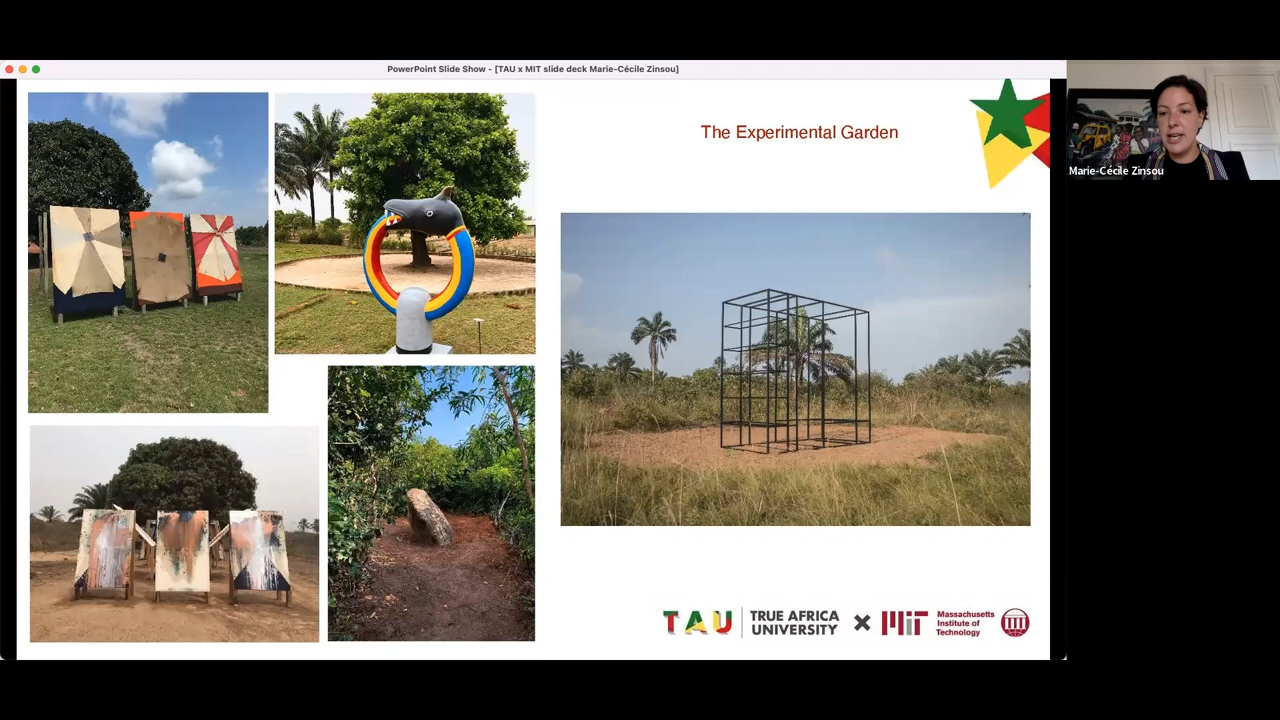 PowerPoint Slide Show - [TAU x MIT slide deck Marie-Cécile Zinsou]
The Experimental Garden
Marie-Cécile Zinsou
TAU
TRUE AFRICA
UNIVERSITY
MIT
Massachusetts
Institute of
Technology